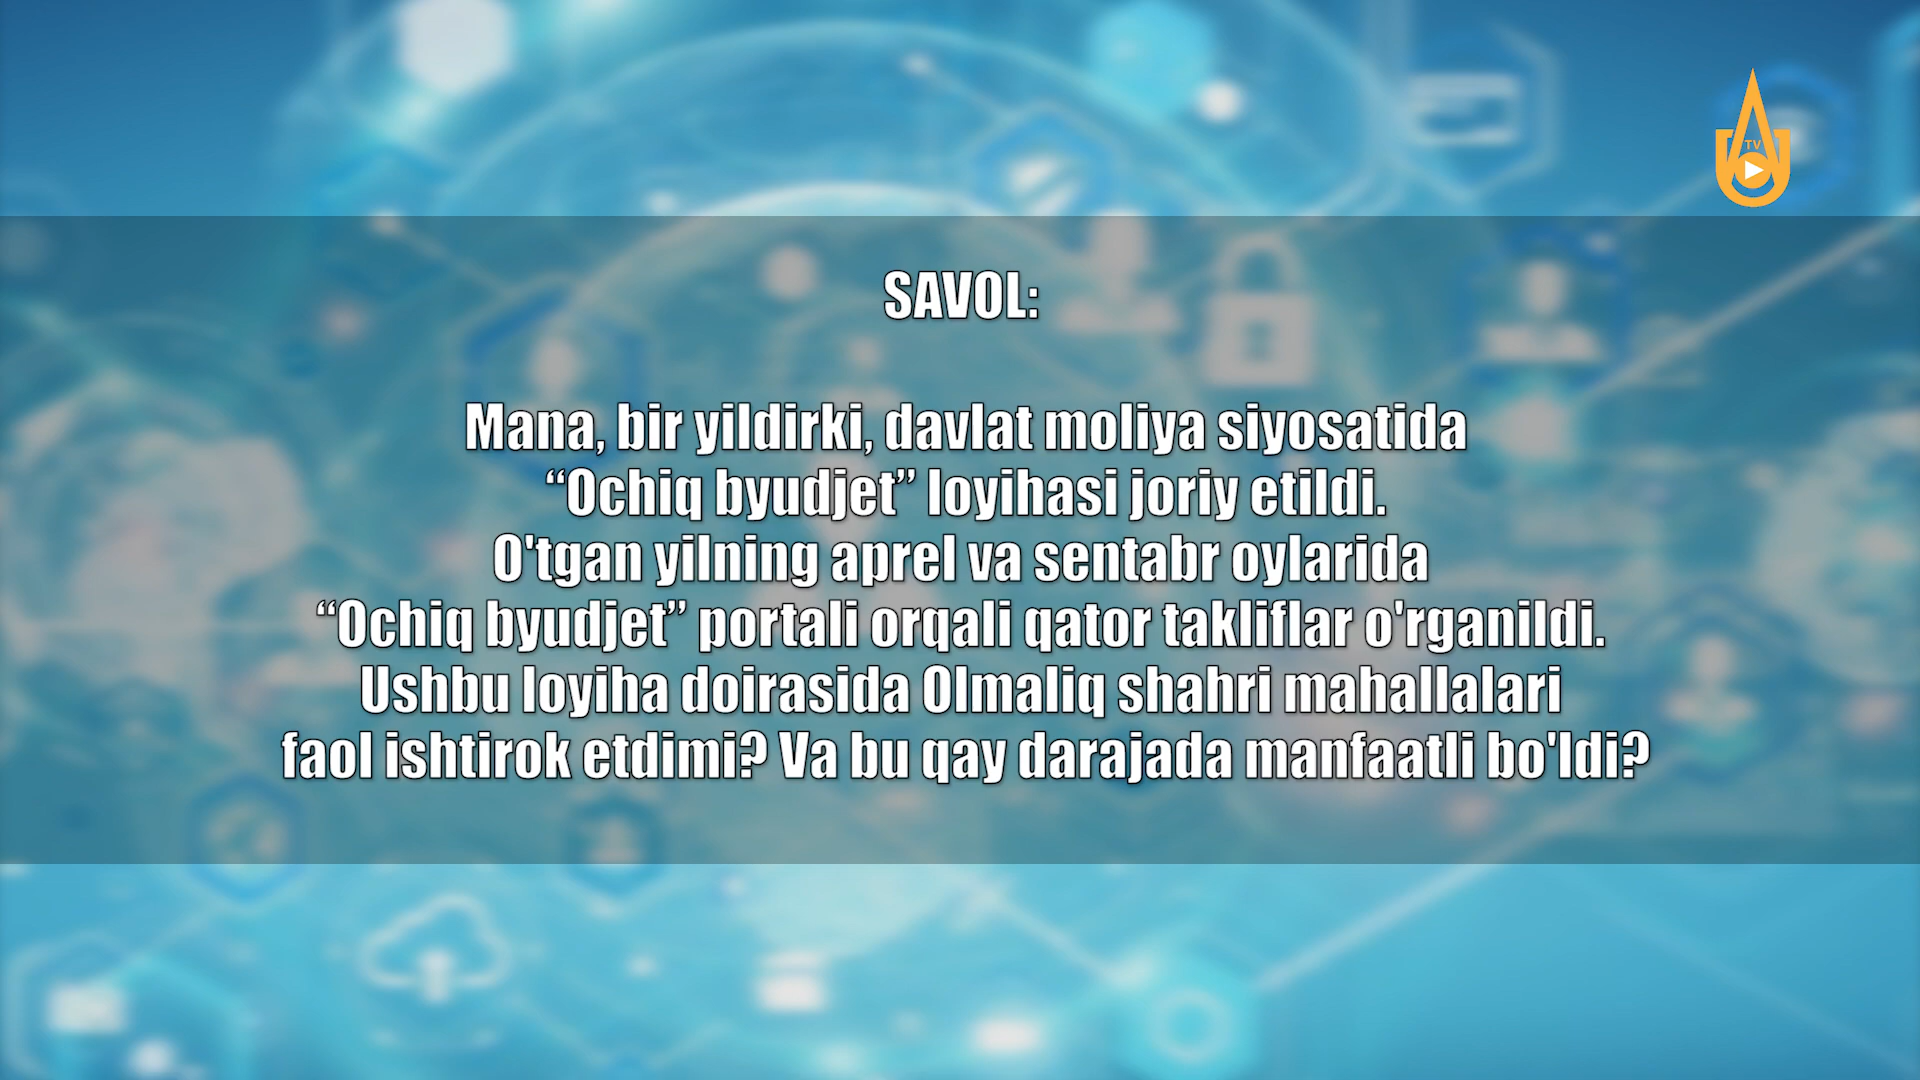 TV
SAVOL:
Mana, bir yildirki, davlat moliya siyosatida
“Ochiq byudjet” loyihasi joriy etildi.
O'tgan yilning aprel va sentabr oylarida
“Ochiq byudjet” portali orqali qator takliflar o'rganildi.
Ushbu loyiha doirasida Olmaliq shahri mahallalari
faol ishtirok etdimi? Va bu qay darajada manfaatli bo'ldi?